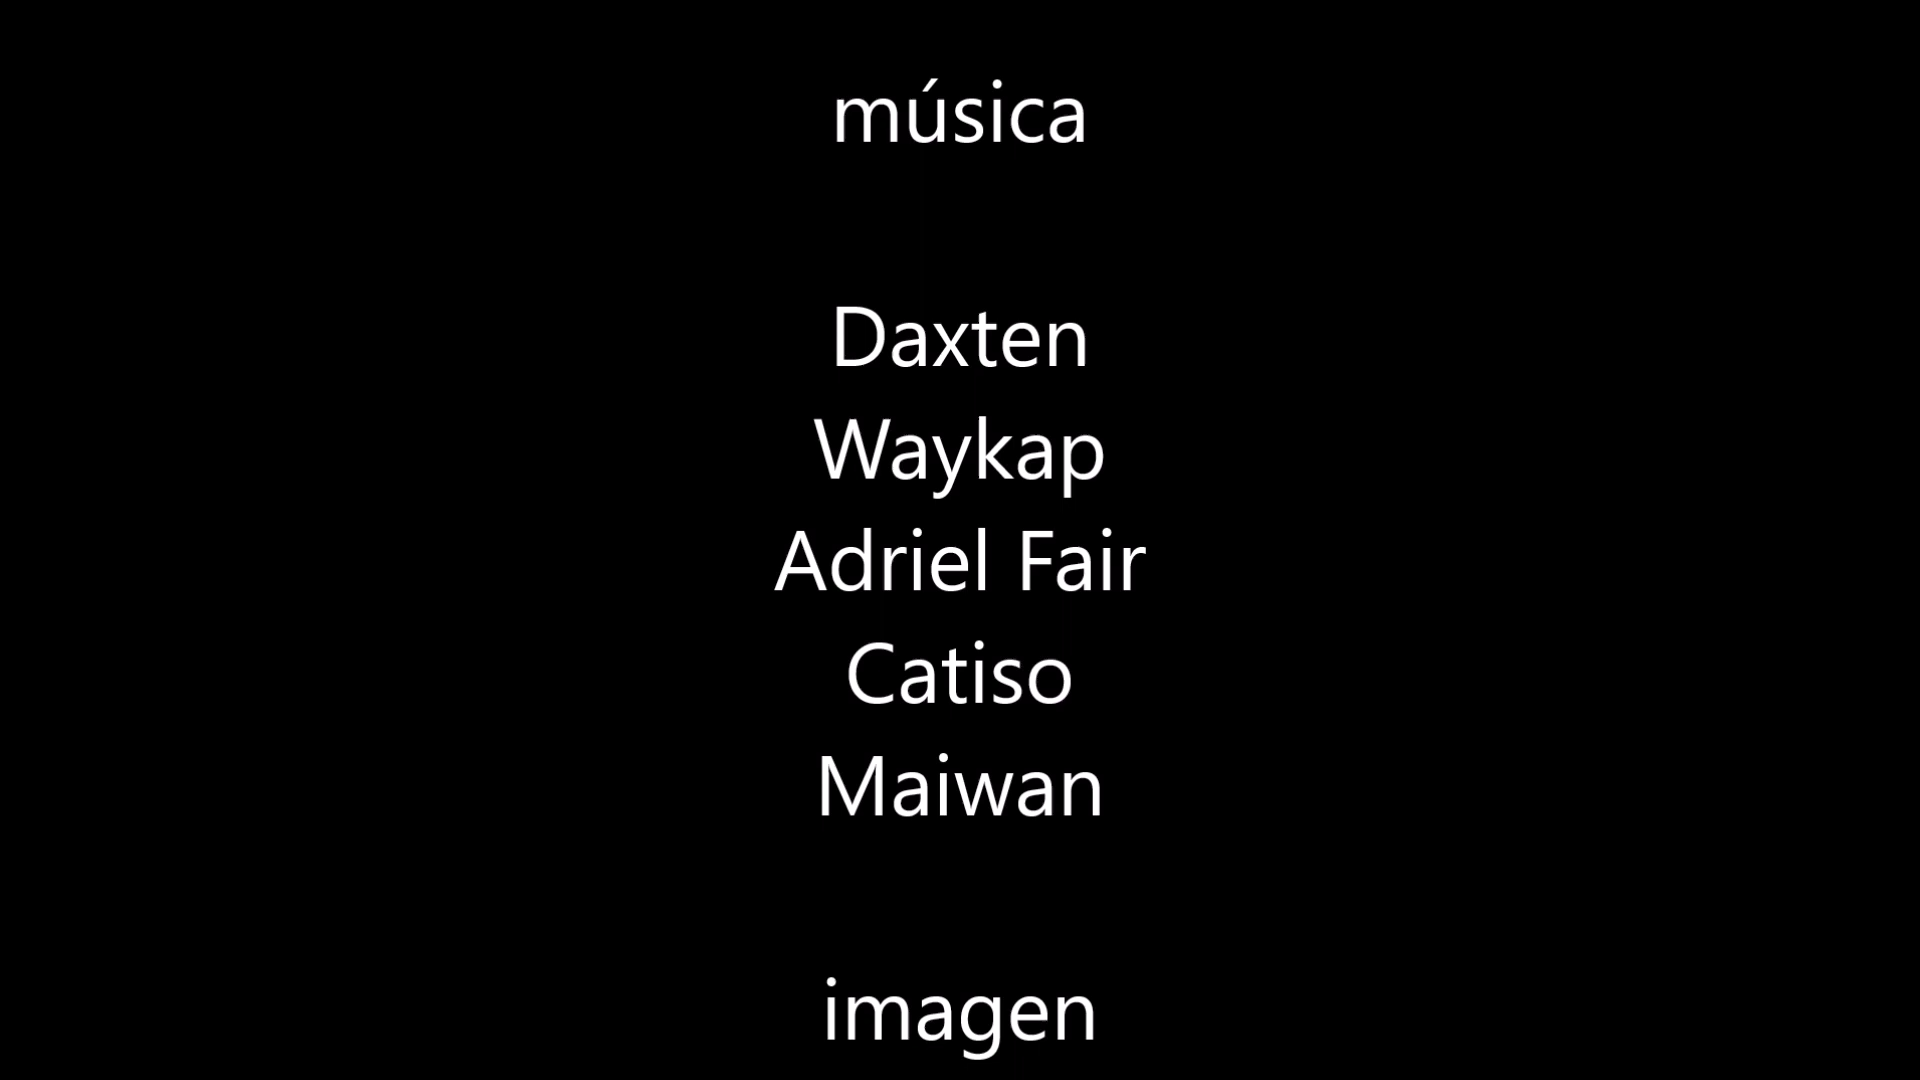 música
Daxten
Waykap
Adriel Fair
Catiso
Maiwan
imagen